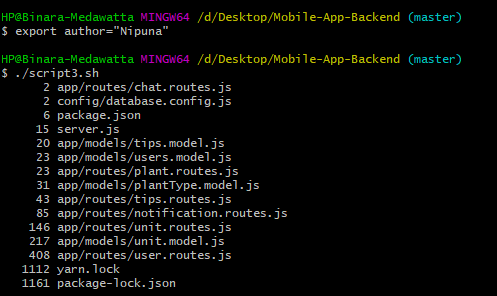 HP@Binara-Medawatta MINGW64 /d/Desktop/Mobile-App-Backend (master)
$ export author="Nipuna"
HP@Binara-Medawatta MINGW64 /d/Desktop/Mobile-App-Backend (master)
$ ./script3.sh
2 app/routes/chat.routes.js
2 config/database.config.js
6 package.json
15 server.js
20 app/models/tips.model.js
23 app/models/users.model.js
23 app/routes/plant.routes.js
31 app/models/plantType.model.js
43 app/routes/tips.routes.js
85 app/routes/notification.routes.js
146 app/routes/unit.routes.js
217 app/models/unit.model.js
408 app/routes/user.routes.js
1112 yarn.lock
1161 package-lock.json